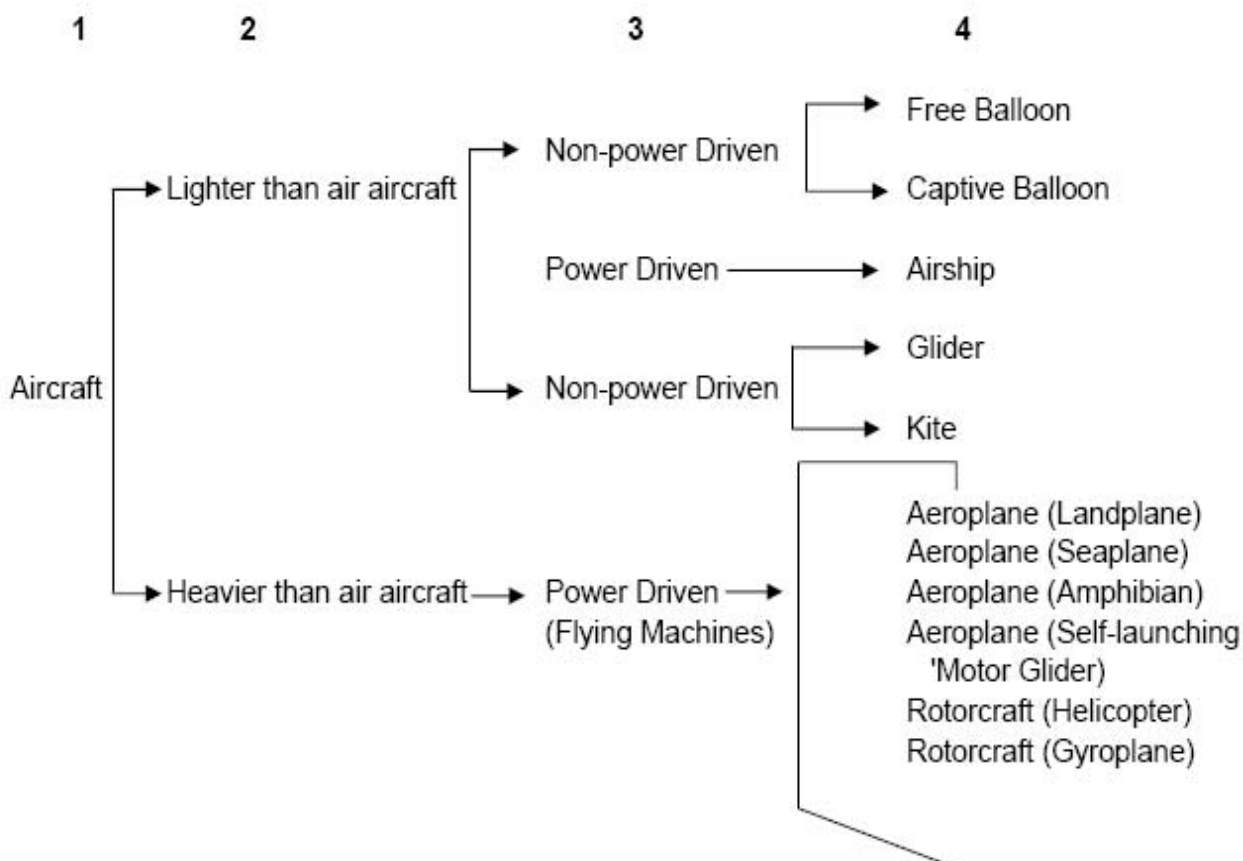 1 2 3 4
Free Balloon
Non-power Driven
Lighter than air aircraft
Captive Balloon
Power Driven
Airship
Glider
Aircraft
Non-power Driven
Kite
Aeroplane (Landplane)
Aeroplane (Seaplane)
Heavier than air aircraft
Power Driven
Aeroplane (Amphibian)
(Flying Machines)
Aeroplane (Self-launching
'Motor Glider)
Rotorcraft (Helicopter)
Rotorcraft (Gyroplane)